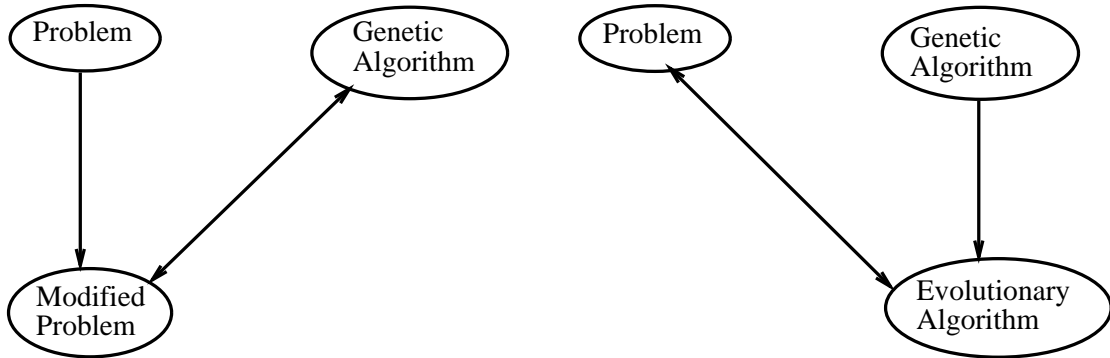 Problem
Genetic
Algorithm
Modified
Problem
Problem
Genetic
Algorithm
Evolutionary
Algorithm